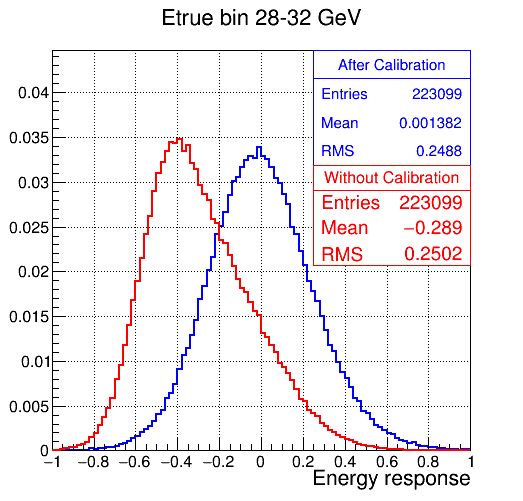 Etrue bin 28-32 GeV
After Calibration
Entries 223099
Mean 0.001382
RMS 0.2488
Without Calibration
Entries 223099
Mean −0.289
RMS 0.2502
0.04
0.035
0.03
0.025
0.02
0.015
0.01
0.005
0
−1 −0.8 −0.6 −0.4 −0.2 0 0.2 0.4 0.6 0.8 1
Energy response